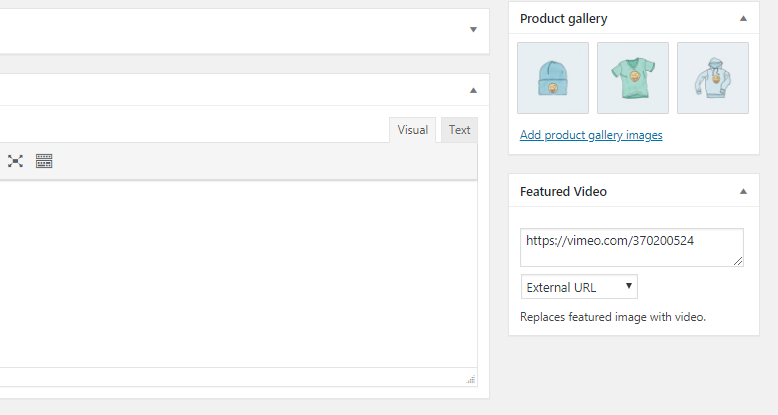 Product gallery
Visual
Text
Add product gallery images
Featured Video
https://vimeo.com/370200524
External URL
Replaces featured image with video.